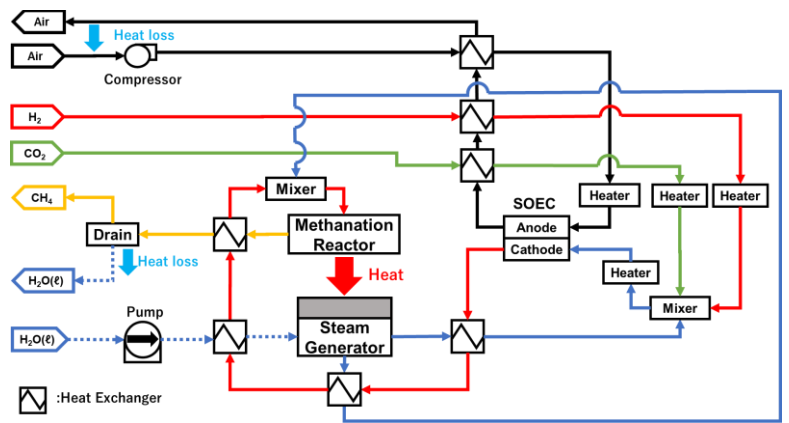 Air
Heat loss
Air
Compressor
H₂
CO₂
CH₄
Mixer
SOEC
Heater
Heater
Heater
Drain
Methanation
Reactor
Anode
Cathode
Heat loss
Heat
H₂O(ℓ)
Heater
Mixer
Pump
H₂O(ℓ)
Steam
Generator
:Heat Exchanger